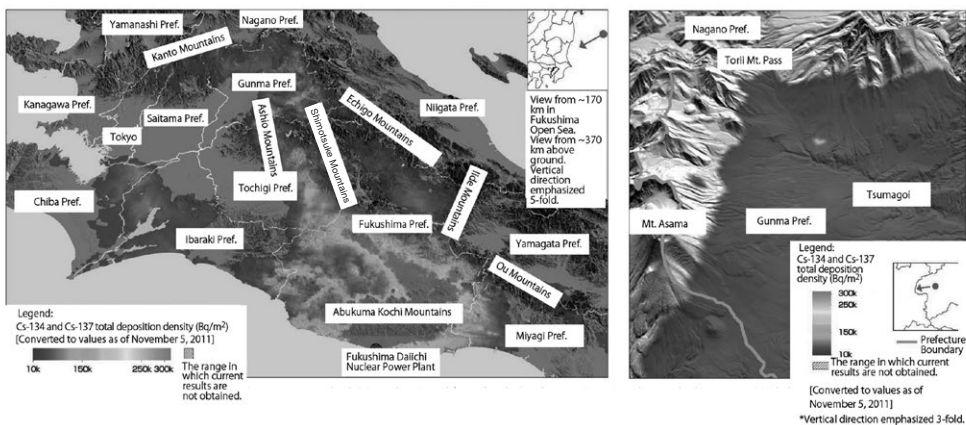 Yamanashi Pref.
Nagano Pref.
Kanto Mountains
Gunma Pref.
Kanagawa Pref.
Saitama Pref.
Tokyo
Ashio Mountains
Shimotsuke Mountains
Echigo Mountains
Niigata Pref.
View from ~170
km in
Fukushima
Open Sea.
View from ~370
km above
ground.
Vertical
direction
emphasized
5-fold.
Chiba Pref.
Tochigi Pref.
Iide Mountains
Ibaraki Pref.
Fukushima Pref.
Yamagata Pref.
Ou Mountains
Abukuma Kochi Mountains
Miyagi Pref.
Fukushima Daiichi
Nuclear Power Plant
Legend:
Cs-134 and Cs-137 total deposition density (Bq/m²)
[Converted to values as of November 5, 2011]
10k 150k 250k 300k
The range in
which current
results are
not obtained.
Nagano Pref.
Torii Mt. Pass
Tsumagoi
Mt. Asama
Gunma Pref.
Legend:
Cs-134 and Cs-137
total deposition
density (Bq/m²)
300k
250k
150k
10k
Prefecture
Boundary
The range in which current
results are not obtained.
[Converted to values as of
November 5, 2011]
*Vertical direction emphasized 3-fold.